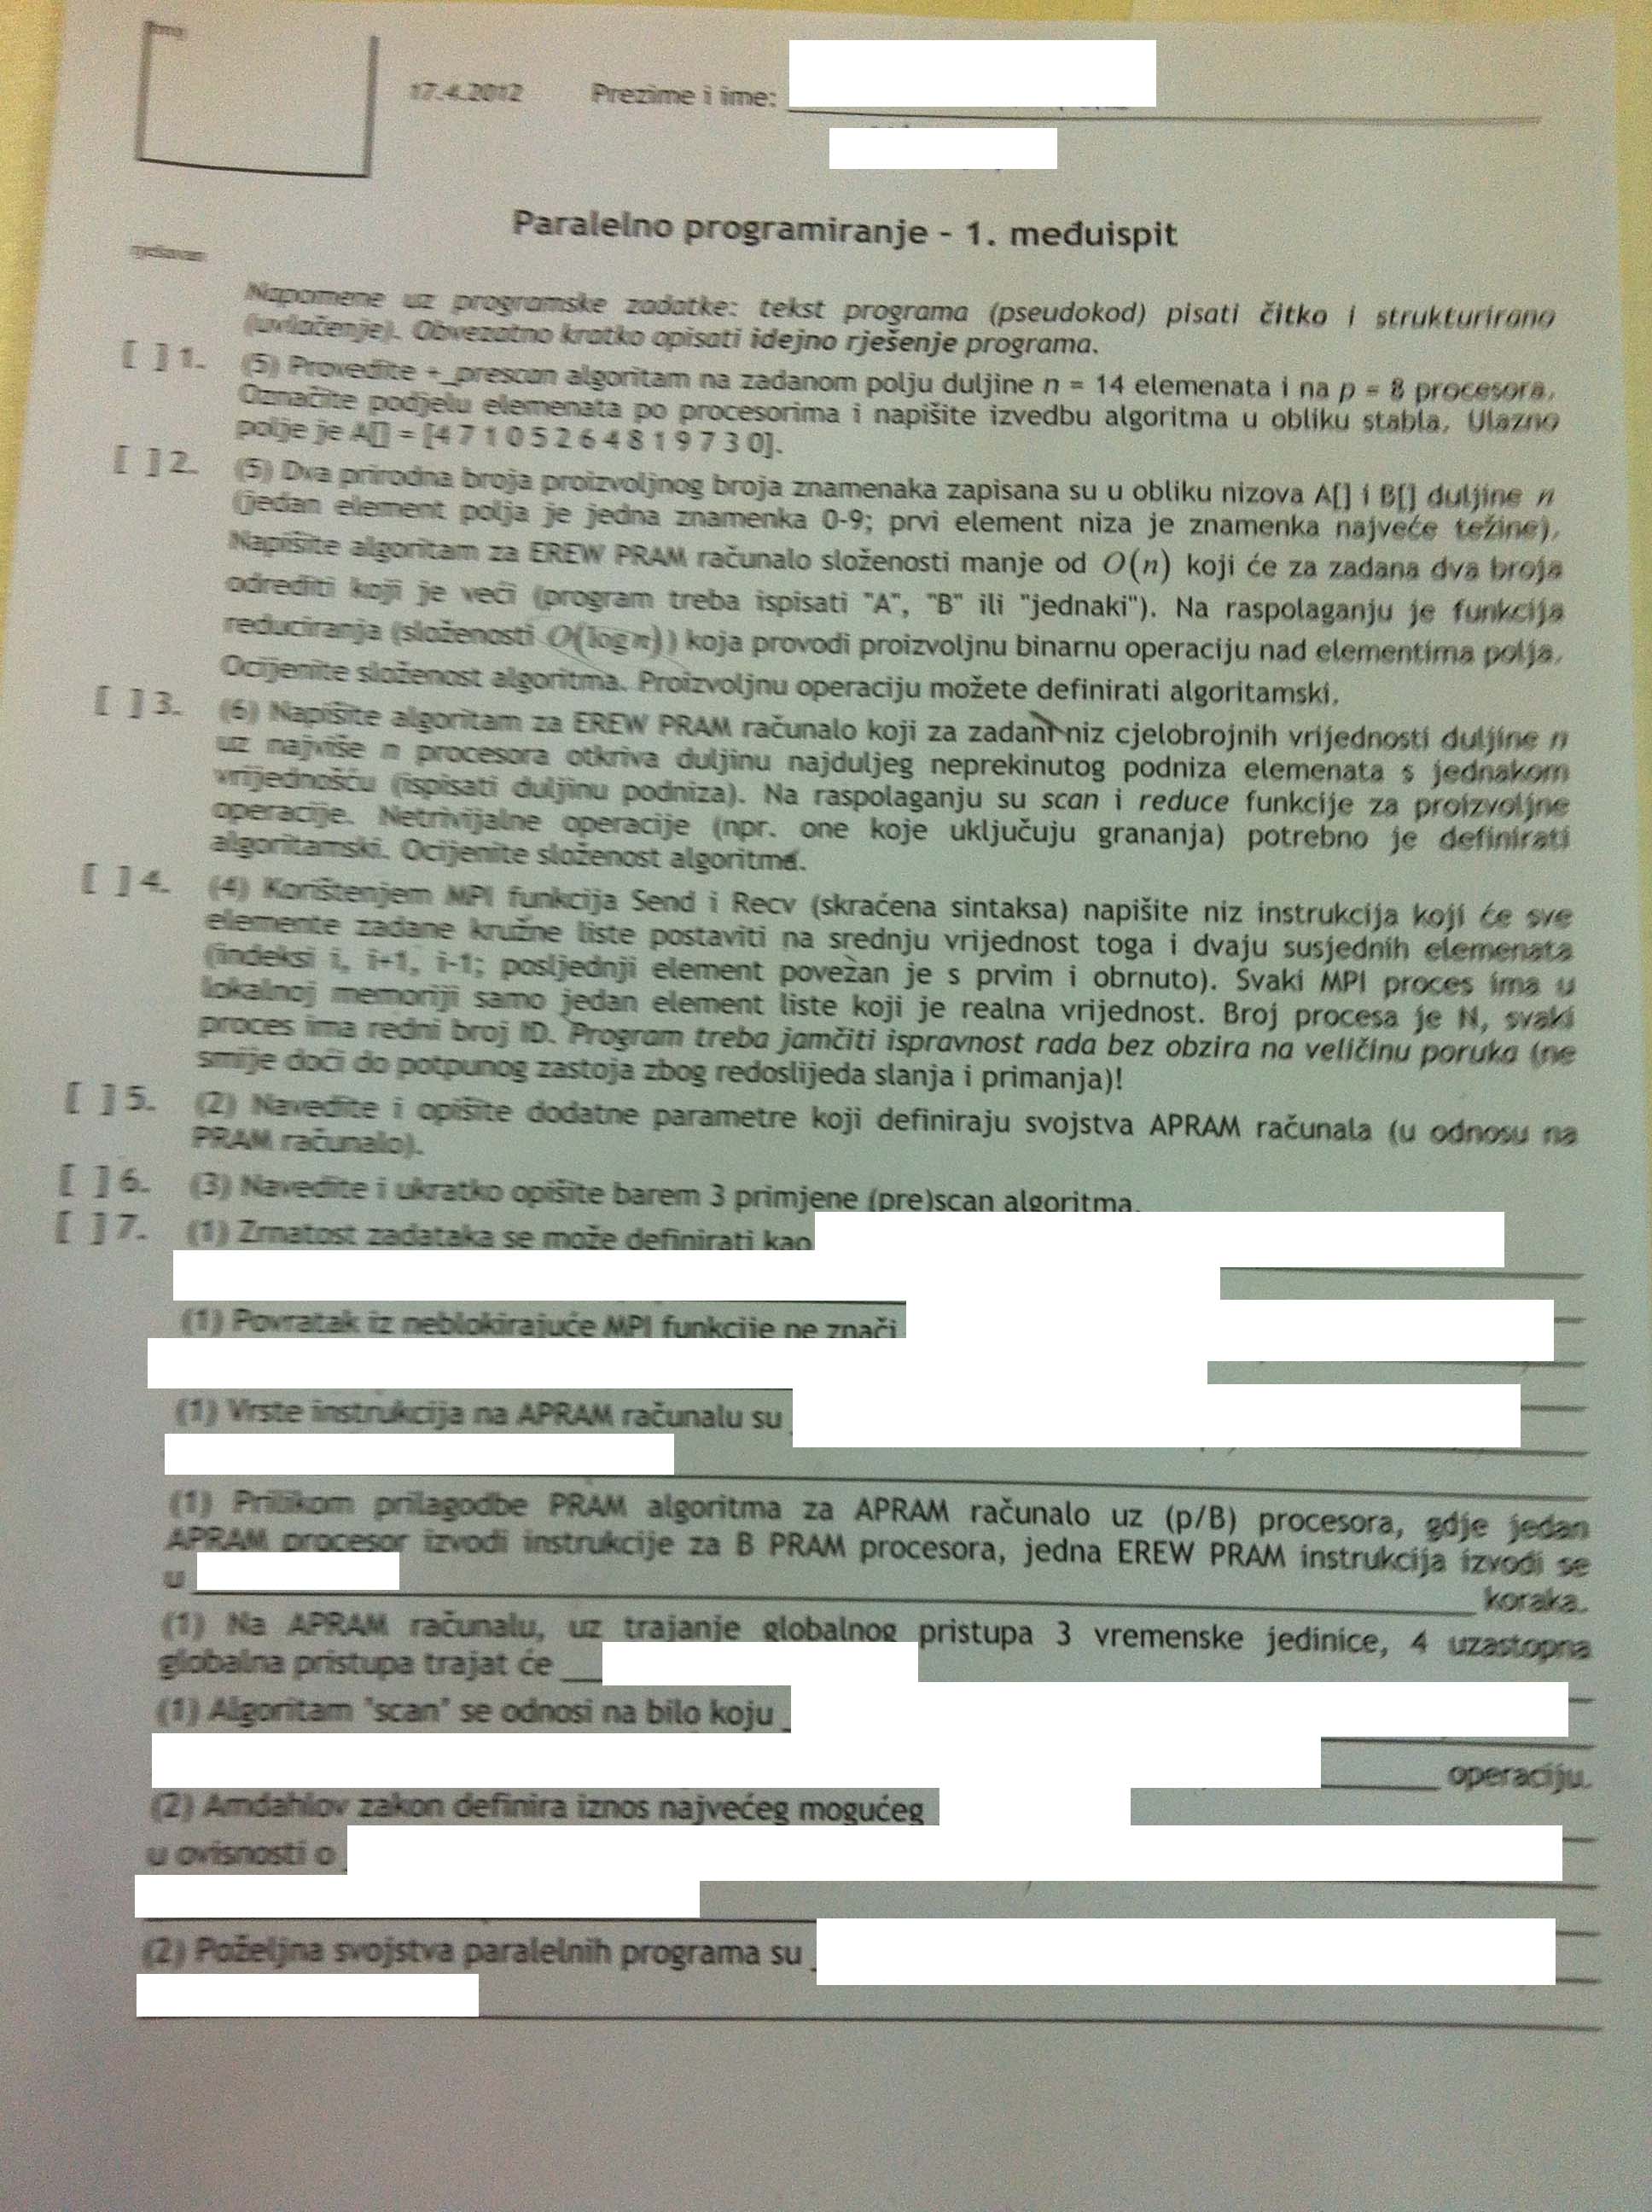 17.4.2012 Prezime i ime:
Paralelno programiranje - 1. međuispit
Napomene uz programske zadatke: tekst programa (pseudokod) pisati čitko i strukturirano
(uvlačenje). Obvezatno kratko opisati idejno rješenje programa.
[ ] 1. (5) Provedite +_prescan algoritam na zadanom polju duljine n = 14 elemenata i na p = 8 procesora.
Označite podjelu elemenata po procesorima i napišite izvedbu algoritma u obliku stabla. Ulazno
polje je A[] = [4 7 1 0 5 2 6 4 8 1 9 7 3 0].
[ ] 2. (5) Dva prirodna broja proizvoljnog broja znamenaka zapisana su u obliku nizova A[] i B[] duljine n
(jedan element polja je jedna znamenka 0-9; prvi element niza je znamenka najveće težine).
Napišite algoritam za EREW PRAM računalo složenosti manje od O(n) koji će za zadana dva broja
odrediti koji je veći (program treba ispisati "A", "B" ili "jednaki"). Na raspolaganju je funkcija
reduciranja (složenosti O(log n)) koja provodi proizvoljnu binarnu operaciju nad elementima polja.
Ocijenite složenost algoritma. Proizvoljnu operaciju možete definirati algoritamski.
[ ] 3. (6) Napišite algoritam za EREW PRAM računalo koji za zadani niz cjelobrojnih vrijednosti duljine n
uz najviše n procesora otkriva duljinu najduljeg neprekinutog podniza elemenata s jednakom
vrijednošću (ispisati duljinu podniza). Na raspolaganju su scan i reduce funkcije za proizvoljne
operacije. Netrivijalne operacije (npr. one koje uključuju grananja) potrebno je definirati
algoritamski. Ocijenite složenost algoritma.
[ ] 4. (4) Korištenjem MPI funkcija Send i Recv (skraćena sintaksa) napišite niz instrukcija koji će sve
elemente zadane kružne liste postaviti na srednju vrijednost toga i dvaju susjednih elemenata
(indeksi i, i+1, i-1; posljednji element povezan je s prvim i obrnuto). Svaki MPI proces ima u
lokalnoj memoriji samo jedan element liste koji je realna vrijednost. Broj procesa je N, svaki
proces ima redni broj ID. Program treba jamčiti ispravnost rada bez obzira na veličinu poruka (ne
smije doći do potpunog zastoja zbog redoslijeda slanja i primanja)!
[ ] 5. (2) Navedite i opišite dodatne parametre koji definiraju svojstva APRAM računala (u odnosu na
PRAM računalo).
[ ] 6. (3) Navedite i ukratko opišite barem 3 primjene (pre)scan algoritma.
[ ] 7. (1) Zrnatost zadataka se može definirati kao
(1) Povratak iz neblokirajuće MPI funkcije ne znači
(1) Vrste instrukcija na APRAM računalu su
(1) Prilikom prilagodbe PRAM algoritma za APRAM računalo uz (p/B) procesora, gdje jedan
APRAM procesor izvodi instrukcije za B PRAM procesora, jedna EREW PRAM instrukcija izvodi se
u koraka.
(1) Na APRAM računalu, uz trajanje globalnog pristupa 3 vremenske jedinice, 4 uzastopna
globalna pristupa trajat će
(1) Algoritam "scan" se odnosi na bilo koju
operaciju.
(2) Amdahlov zakon definira iznos najvećeg mogućeg
u ovisnosti o
(2) Poželjna svojstva paralelnih programa su